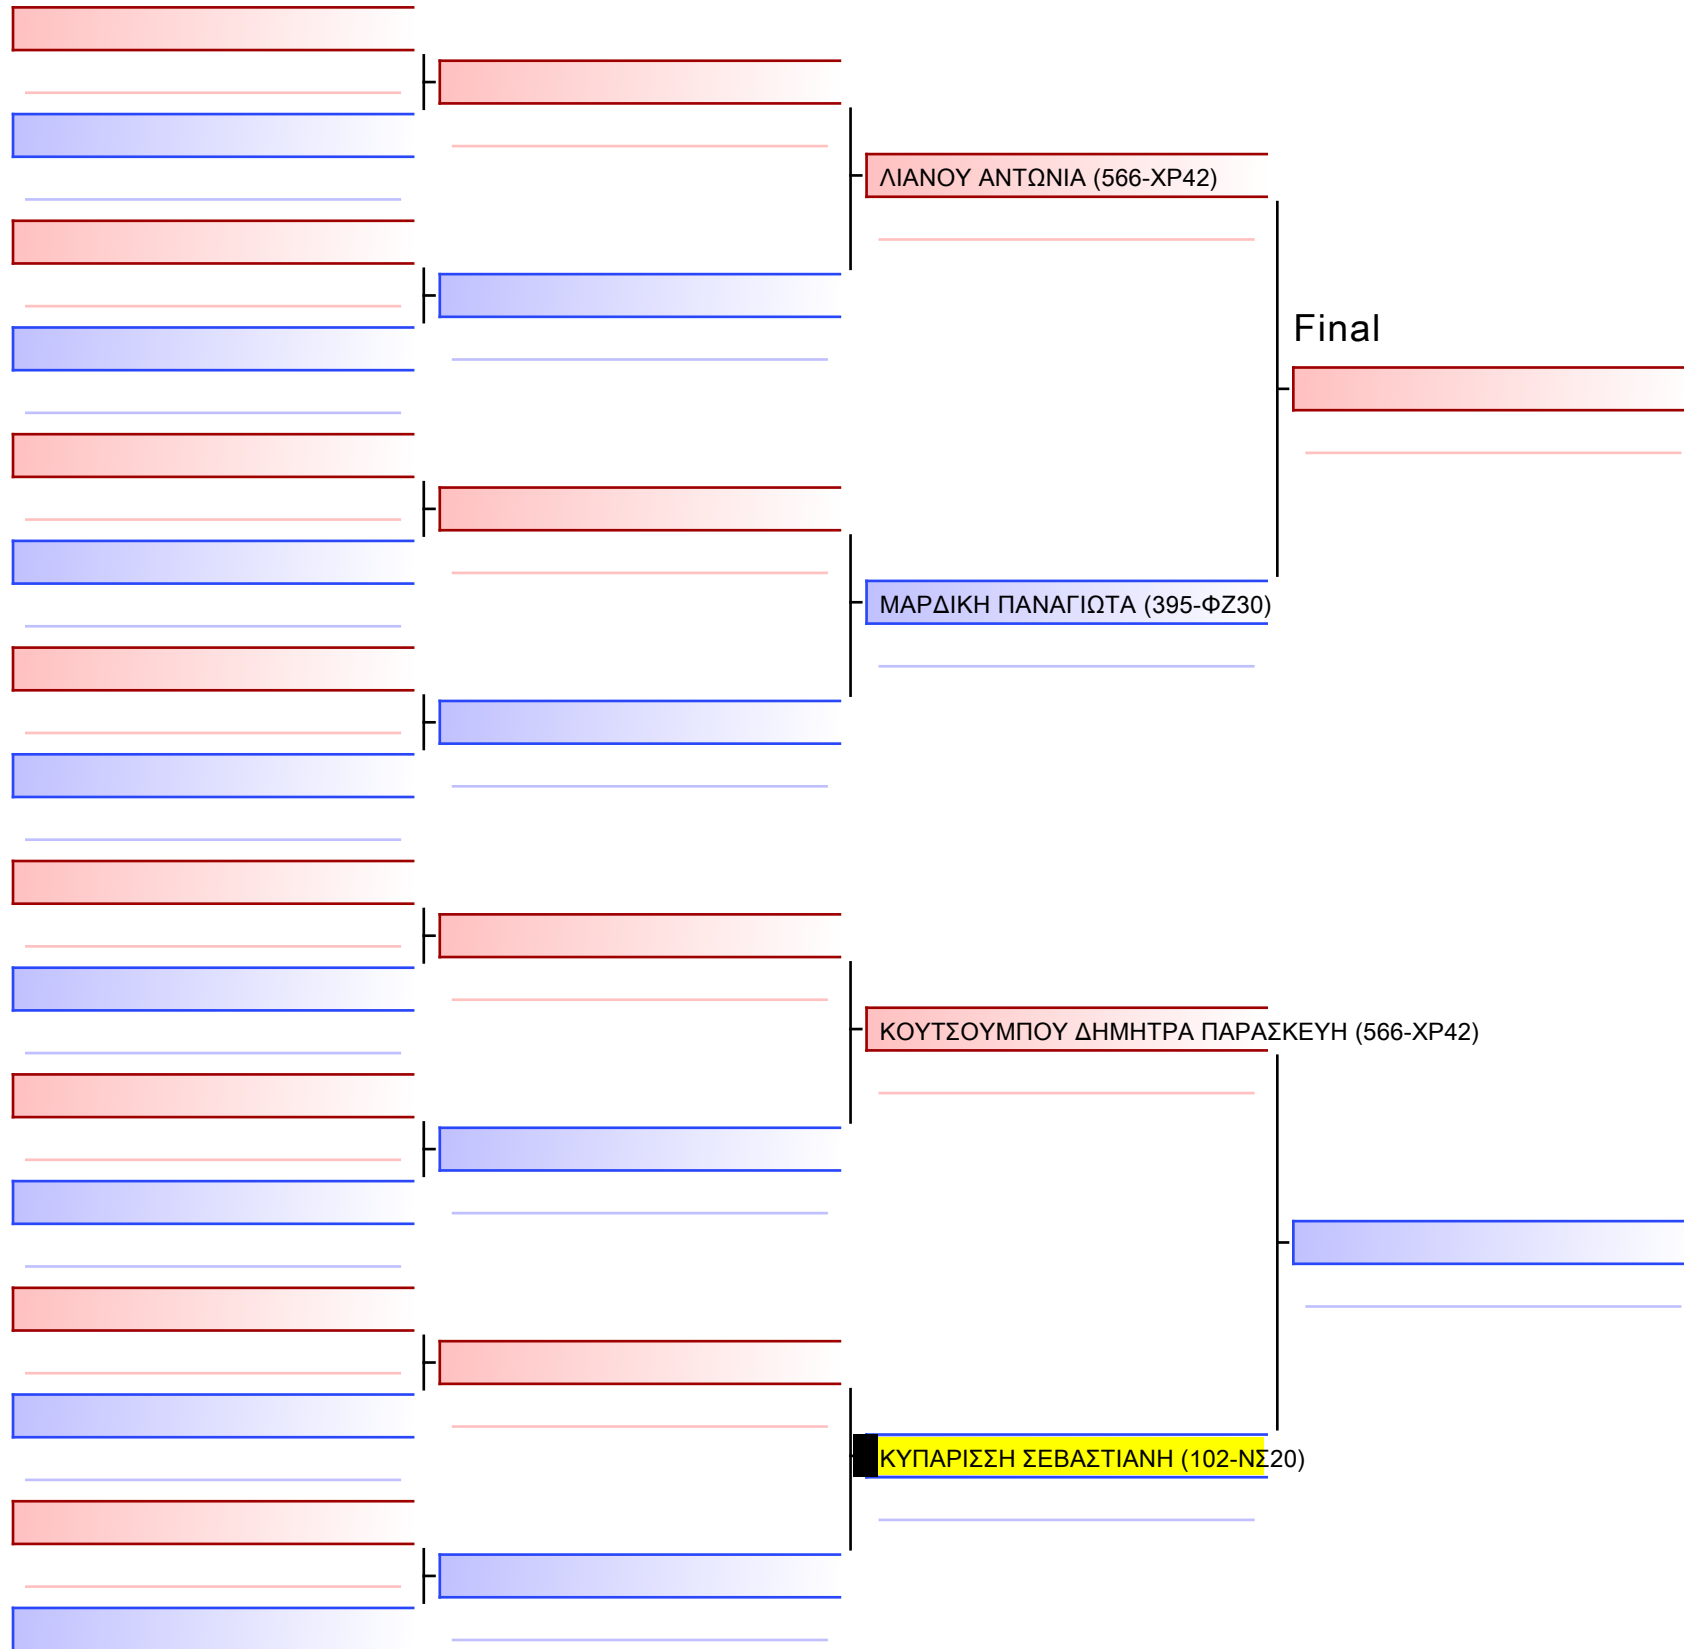 ΛΙΑΝΟΥ ΑΝΤΩΝΙΑ (566-ΧΡ42)
Final
ΜΑΡΔΙΚΗ ΠΑΝΑΓΙΩΤΑ (395-ΦΖ30)
ΚΟΥΤΣΟΥΜΠΟΥ ΔΗΜΗΤΡΑ ΠΑΡΑΣΚΕΥΗ (566-ΧΡ42)
ΚΥΠΑΡΙΣΣΗ ΣΕΒΑΣΤΙΑΝΗ (102-ΝΣ20)